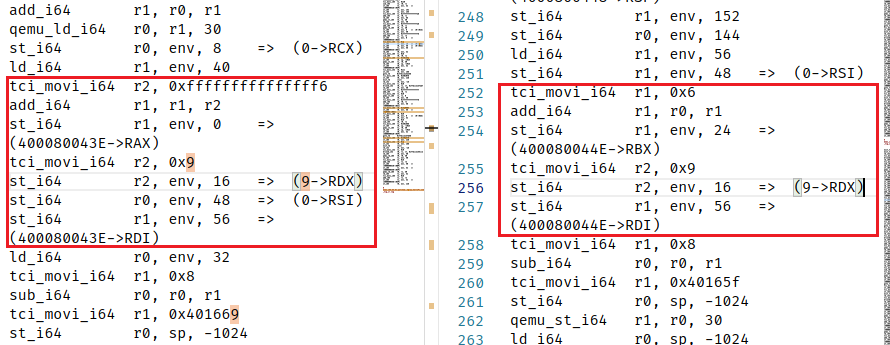 add_i64 r1, r0, r1
qemu_ld_i64 r0, r1, 30
st_i64 r0, env, 8 => (0->RCX)
ld_i64 r1, env, 40
tci_movi_i64 r2, 0xfffffffffffffff6
add_i64 r1, r1, r2
st_i64 r1, env, 0 =>
(400080043E->RAX)
tci_movi_i64 r2, 0x9
st_i64 r2, env, 16 => (9->RDX)
st_i64 r0, env, 48 => (0->RSI)
st_i64 r1, env, 56 =>
(400080043E->RDI)
ld_i64 r0, env, 32
tci_movi_i64 r1, 0x8
sub_i64 r0, r0, r1
tci_movi_i64 r1, 0x401669
st_i64 r0, sp, -1024
248 st_i64 r1, env, 152
249 st_i64 r0, env, 144
250 ld_i64 r1, env, 56
251 st_i64 r1, env, 48 => (0->RSI)
252 tci_movi_i64 r1, 0x6
253 add_i64 r1, r0, r1
254 st_i64 r1, env, 24 =>
(400080044E->RBX)
255 tci_movi_i64 r2, 0x9
256 st_i64 r2, env, 16 => (9->RDX)
257 st_i64 r1, env, 56 =>
(400080044E->RDI)
258 tci_movi_i64 r1, 0x8
259 sub_i64 r0, r0, r1
260 tci_movi_i64 r1, 0x40165f
261 st_i64 r0, sp, -1024
262 qemu_st_i64 r1, r0, 30
263 ld_i64 r0, sp, -1024